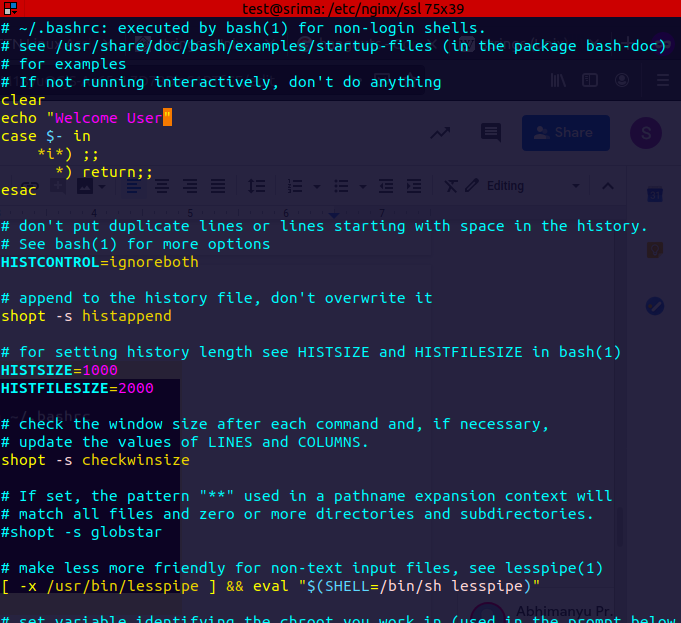 test@srima: /etc/nginx/ssl 75x39
# ~/.bashrc: executed by bash(1) for non-login shells.
# see /usr/share/doc/bash/examples/startup-files (in the package bash-doc)
# for examples
# If not running interactively, don't do anything
clear
echo "Welcome User"
case $- in
    *i*) ;;
      *) return;;
esac
Share
S
Editing
4 5 6 7
# don't put duplicate lines or lines starting with space in the history.
# See bash(1) for more options
HISTCONTROL=ignoreboth
# append to the history file, don't overwrite it
shopt -s histappend
# for setting history length see HISTSIZE and HISTFILESIZE in bash(1)
HISTSIZE=1000
HISTFILESIZE=2000
~/.bashrc
# check the window size after each command and, if necessary,
# update the values of LINES and COLUMNS.
shopt -s checkwinsize
# If set, the pattern "**" used in a pathname expansion context will
# match all files and zero or more directories and subdirectories.
#shopt -s globstar
# make less more friendly for non-text input files, see lesspipe(1)
[ -x /usr/bin/lesspipe ] && eval "$(SHELL=/bin/sh lesspipe)"
Abhimanyu Pr.
# set variable identifying the chroot you work in (used in the prompt below